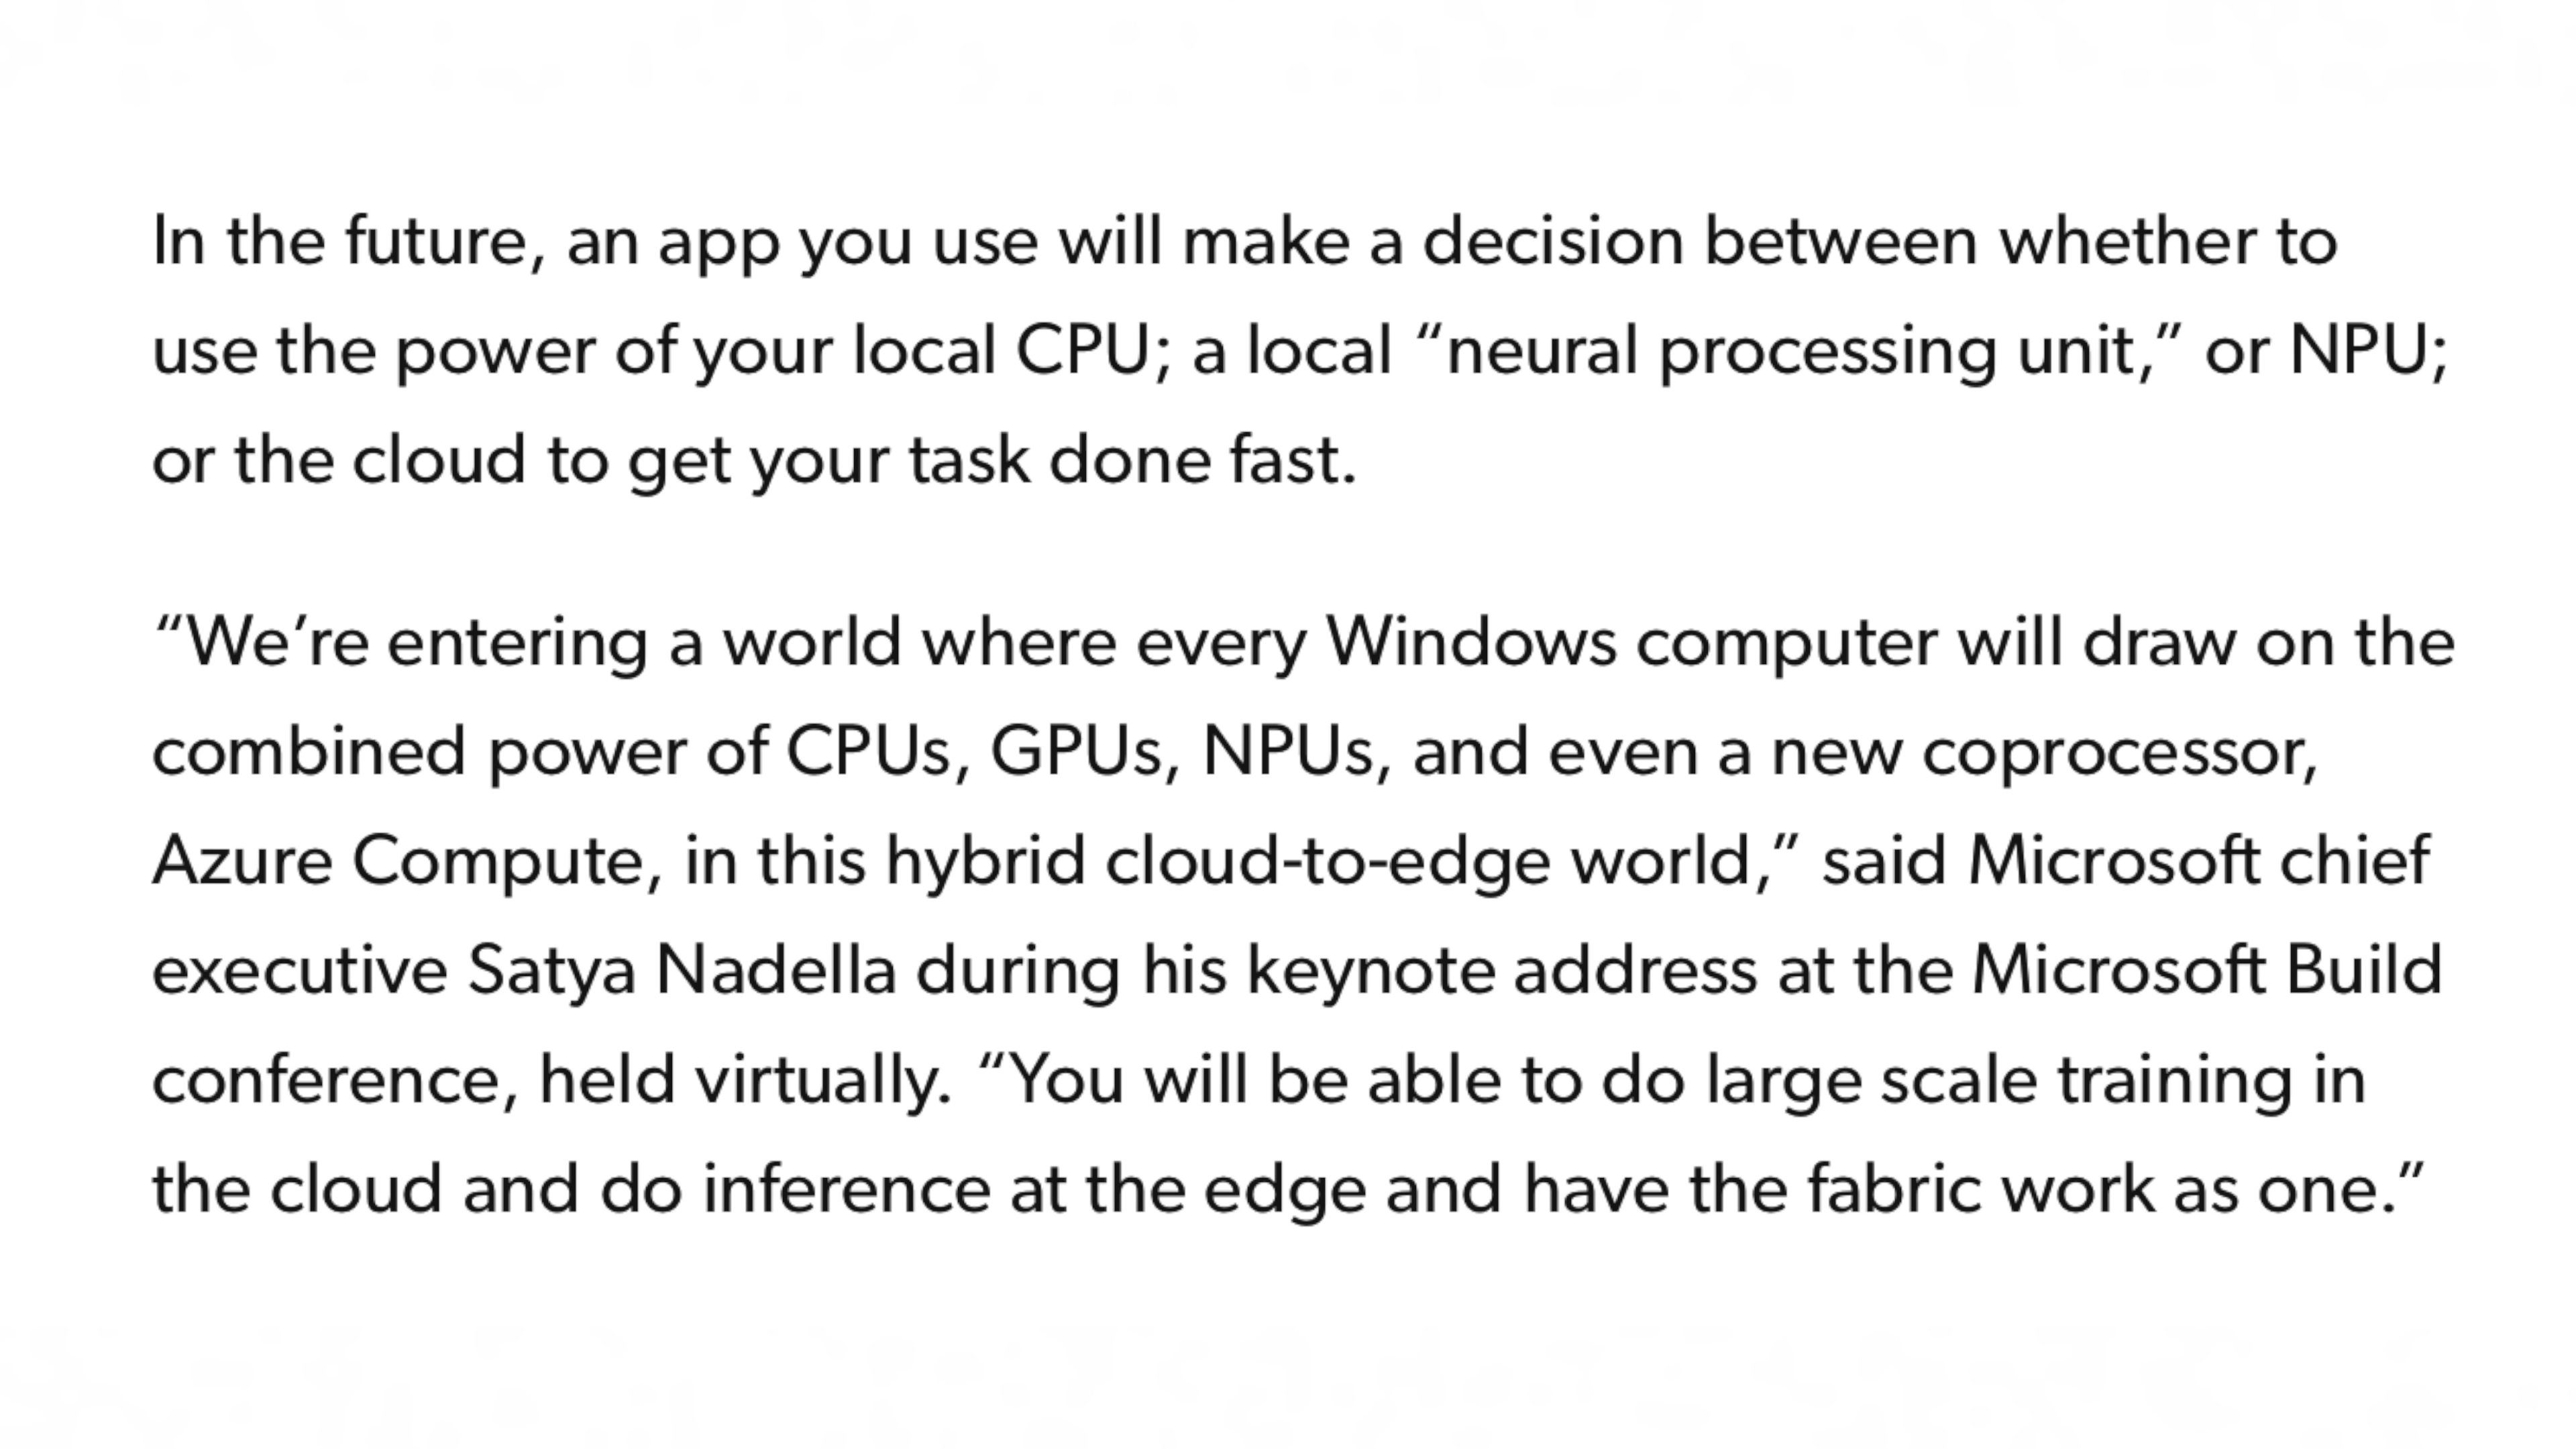 In the future, an app you use will make a decision between whether to
use the power of your local CPU; a local “neural processing unit,” or NPU;
or the cloud to get your task done fast.
“We’re entering a world where every Windows computer will draw on the
combined power of CPUs, GPUs, NPUs, and even a new coprocessor,
Azure Compute, in this hybrid cloud-to-edge world,” said Microsoft chief
executive Satya Nadella during his keynote address at the Microsoft Build
conference, held virtually. “You will be able to do large scale training in
the cloud and do inference at the edge and have the fabric work as one.”